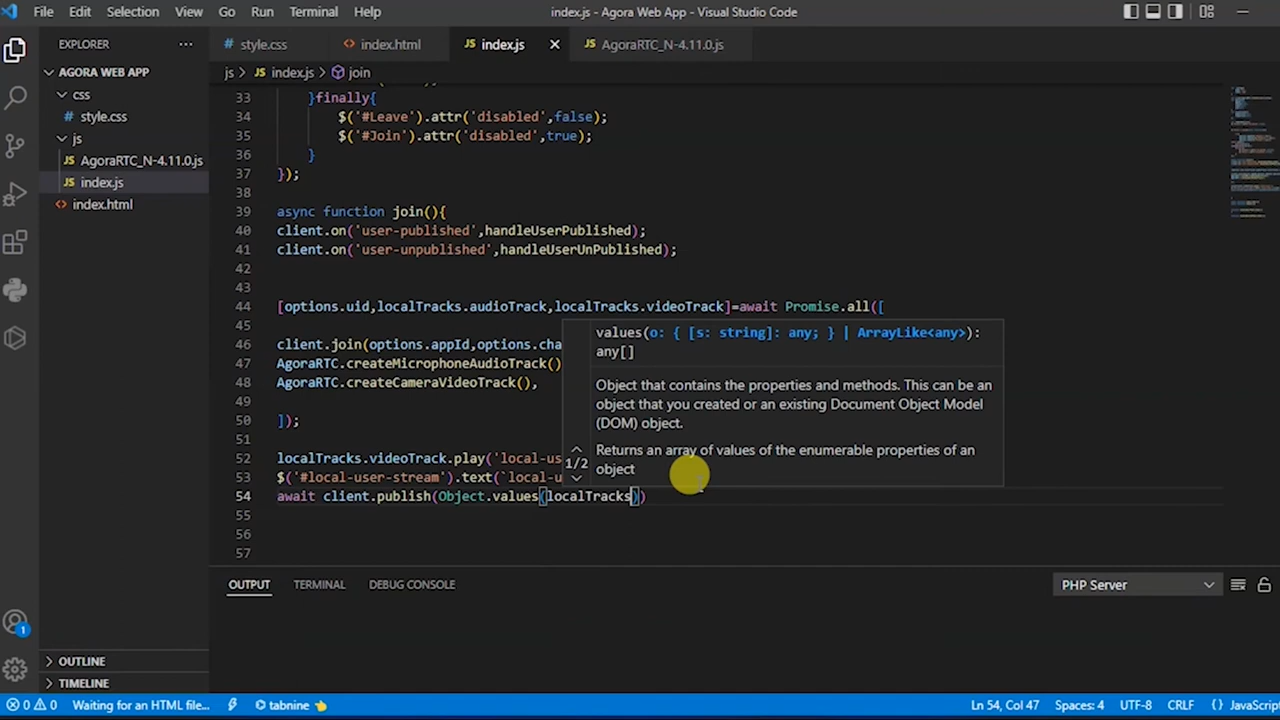 File Edit Selection View Go Run Terminal Help
index.js - Agora Web App - Visual Studio Code
EXPLORER
style.css
index.html
index.js
AgoraRTC_N-4.11.0.js
AGORA WEB APP
css
style.css
js
AgoraRTC_N-4.11.0.js
index.js
index.html
js > index.js > join
33 }finally{
34 $('#Leave').attr('disabled',false);
35 $('#Join').attr('disabled',true);
36 }
37 });
38
39 async function join(){
40 client.on('user-published',handleUserPublished);
41 client.on('user-unpublished',handleUserUnPublished);
42
43
44 [options.uid,localTracks.audioTrack,localTracks.videoTrack]=await Promise.all([
45
46 client.join(options.appId,options.cha
47 AgoraRTC.createMicrophoneAudioTrack()
48 AgoraRTC.createCameraVideoTrack(),
49
50 ]);
51
52 localTracks.videoTrack.play('local-us
53 $('#local-user-stream').text(`local-u
54 await client.publish(Object.values(localTracks))
55
56
57
values(o: { [s: string]: any; } | ArrayLike<any>):
any[]
Object that contains the properties and methods. This can be an
object that you created or an existing Document Object Model
(DOM) object.
1/2
Returns an array of values of the enumerable properties of an
object
OUTPUT TERMINAL DEBUG CONSOLE
PHP Server
1
OUTLINE
TIMELINE
0 0 Waiting for an HTML file... tabnine
Ln 54, Col 47 Spaces: 4 UTF-8 CRLF {} JavaScrip